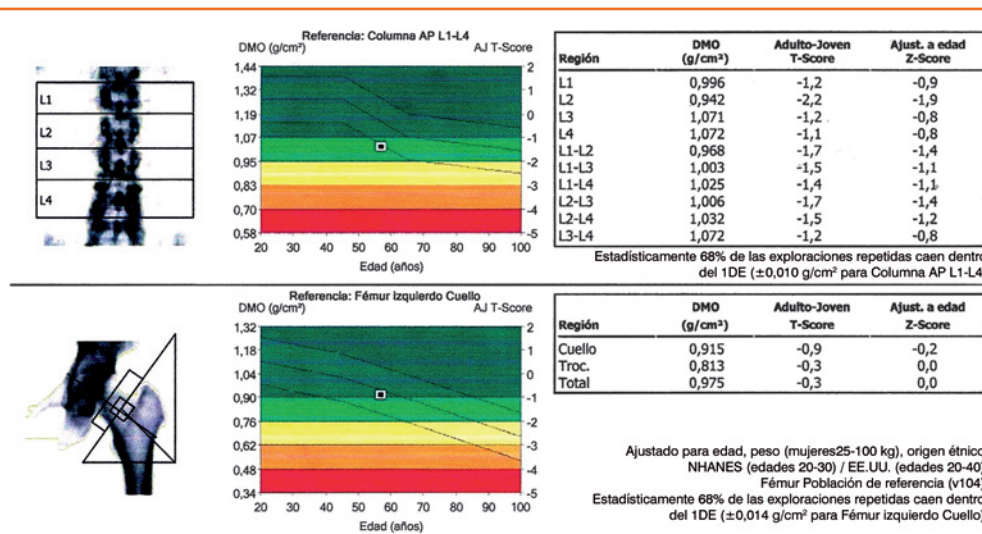 Referencia: Columna AP L1-L4
DMO (g/cm²) AJ T-Score
1,44 2
1,32 1
1,19 0
1,07 -1
0,95 -2
0,83 -3
0,70 -4
0,58 -5
20 30 40 50 60 70 80 90 100
Edad (años)
L1
L2
L3
L4
Región DMO (g/cm²) Adulto-Joven T-Score Ajust. a edad Z-Score
L1 0,996 -1,2 -0,9
L2 0,942 -2,2 -1,9
L3 1,071 -1,2 -0,8
L4 1,072 -1,1 -0,8
L1-L2 0,968 -1,7 -1,4
L1-L3 1,003 -1,5 -1,1
L1-L4 1,025 -1,4 -1,1
L2-L3 1,006 -1,7 -1,4
L2-L4 1,032 -1,5 -1,2
L3-L4 1,072 -1,2 -0,8
Estadísticamente 68% de las exploraciones repetidas caen dentro
del 1DE (±0,010 g/cm² para Columna AP L1-L4
Referencia: Fémur Izquierdo Cuello
DMO (g/cm²) AJ T-Score
1,32 2
1,18 1
1,04 0
0,90 -1
0,76 -2
0,62 -3
0,48 -4
0,34 -5
20 30 40 50 60 70 80 90 100
Edad (años)
Región DMO (g/cm²) Adulto-Joven T-Score Ajust. a edad Z-Score
Cuello 0,915 -0,9 -0,2
Troc. 0,813 -0,3 0,0
Total 0,975 -0,3 0,0
Ajustado para edad, peso (mujeres25-100 kg), origen étnico
NHANES (edades 20-30) / EE.UU. (edades 20-40)
Fémur Población de referencia (v104)
Estadísticamente 68% de las exploraciones repetidas caen dentro
del 1DE (±0,014 g/cm² para Fémur izquierdo Cuello)